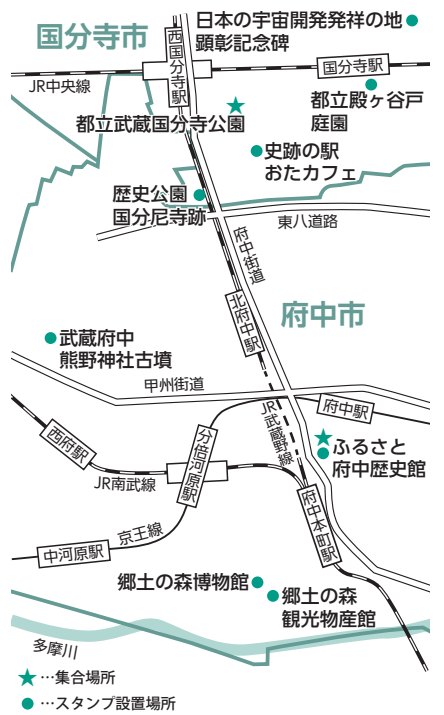 日本の宇宙開発発祥の地
顕彰記念碑
国分寺市
西国分寺駅
国分寺駅
JR中央線
都立殿ヶ谷戸
庭園
都立武蔵国分寺公園
史跡の駅
おたカフェ
歴史公園
国分尼寺跡
東八道路
府中街道
北府中駅
府中市
武蔵府中
熊野神社古墳
甲州街道
府中駅
JR武蔵野線
西府駅
分倍河原駅
ふるさと
府中歴史館
JR南武線
府中本町駅
京王線
中河原駅
郷土の森博物館
郷土の森
観光物産館
多摩川
★…集合場所
●…スタンプ設置場所